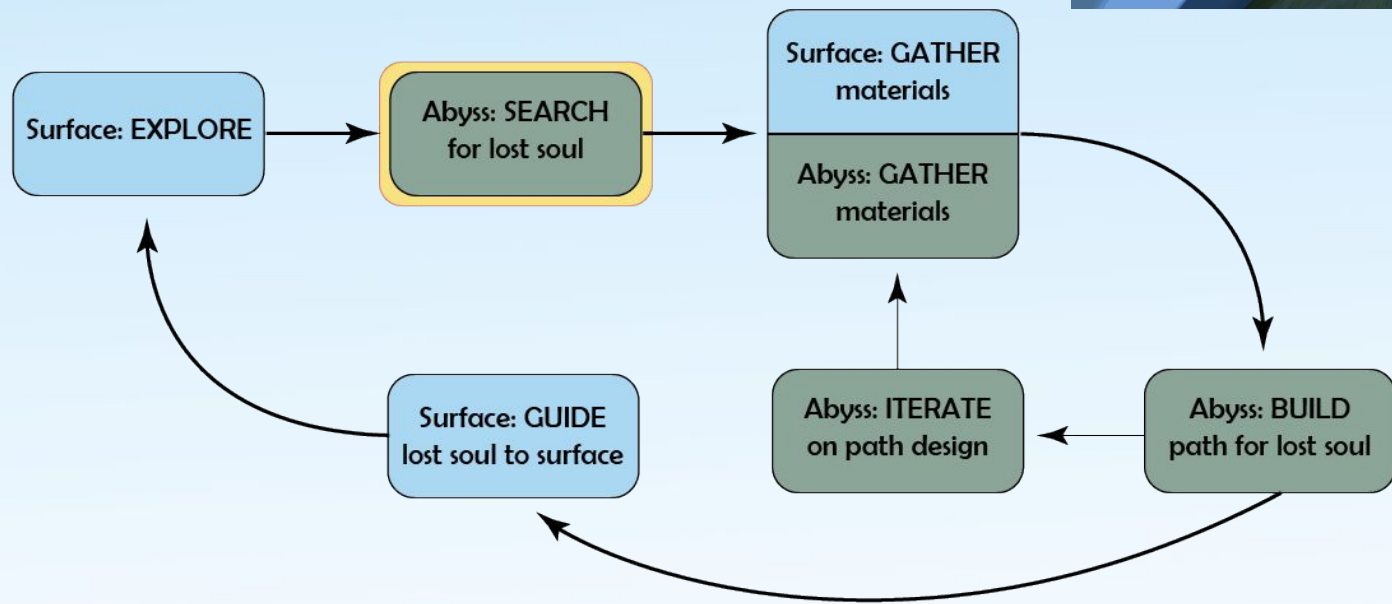 Surface: EXPLORE
Abyss: SEARCH
for lost soul
Surface: GATHER
materials
Abyss: GATHER
materials
Surface: GUIDE
lost soul to surface
Abyss: ITERATE
on path design
Abyss: BUILD
path for lost soul